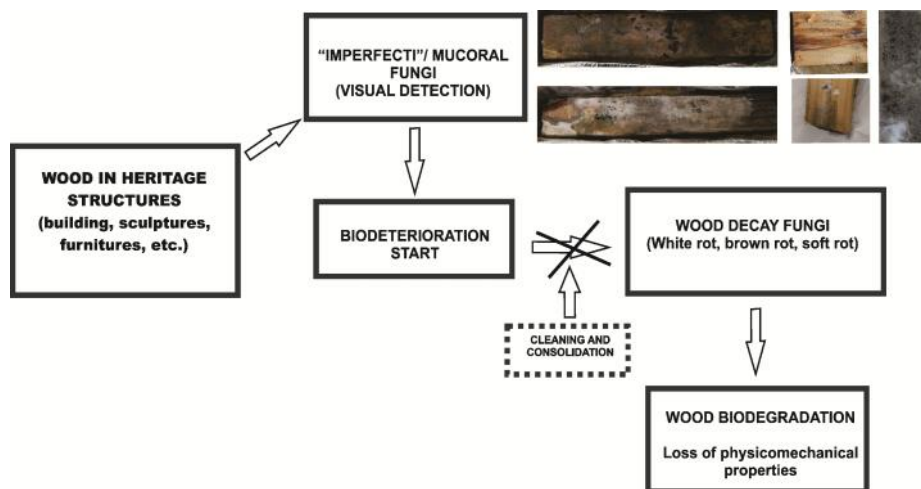 “IMPERFECTI”/ MUCORAL
FUNGI
(VISUAL DETECTION)
WOOD IN HERITAGE
STRUCTURES
(building, sculptures,
furnitures, etc.)
BIODETERIORATION
START
WOOD DECAY FUNGI
(White rot, brown rot, soft rot)
CLEANING AND
CONSOLIDATION
WOOD BIODEGRADATION
Loss of physicomechanical
properties